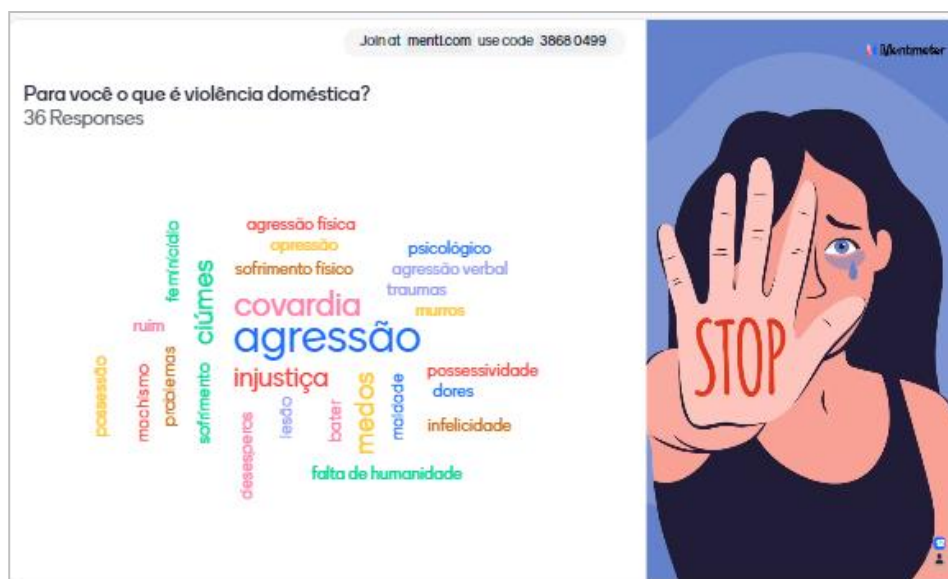 Join at menti.com use code 3868 0499
Mentimeter
Para você o que é violência doméstica?
36 Responses
agressão física
opressão
psicológico
feminicídio
ciúmes
sofrimento físico
agressão verbal
traumas
covardia
murros
ruim
agressão
possessão
machismo
problemas
sofrimento
injustiça
medos
maldade
possessividade
dores
desesperos
lesão
bater
infelicidade
falta de humanidade
STOP